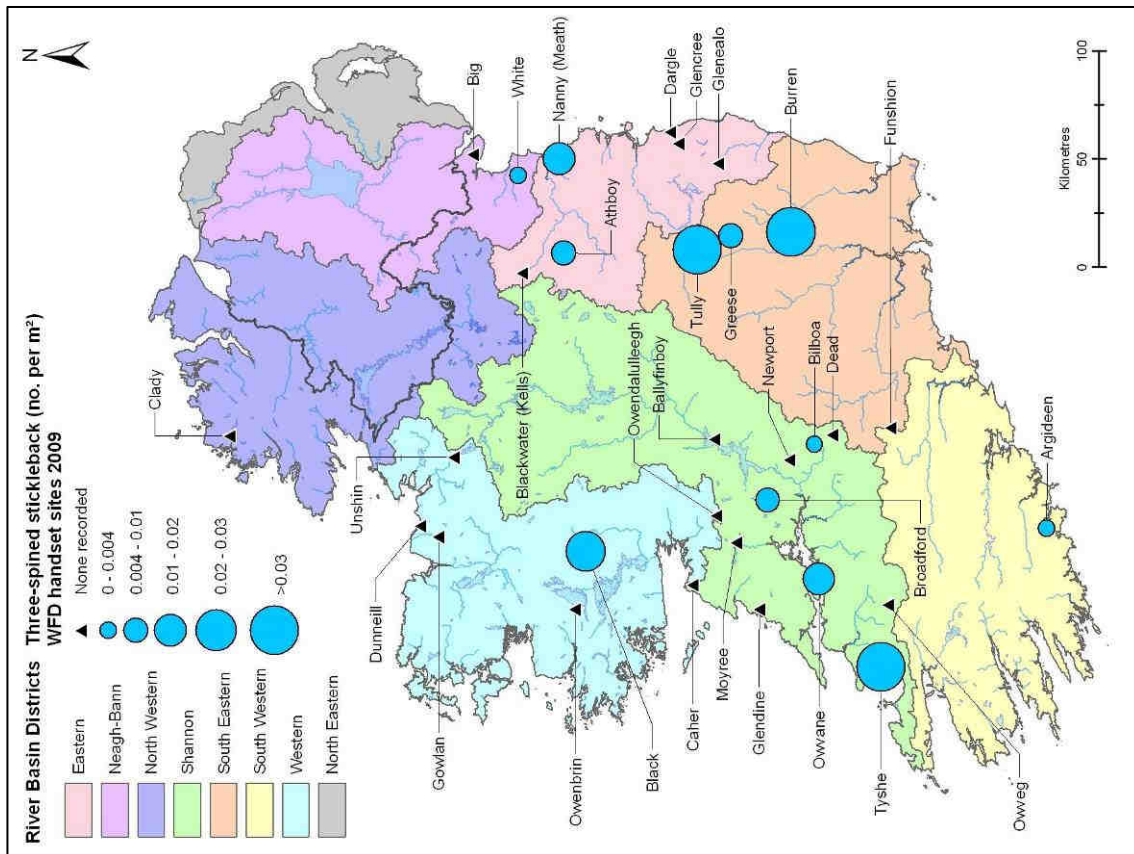 River Basin Districts
Eastern
Neagh-Bann
North Western
Shannon
South Eastern
South Western
Western
North Eastern
Three-spined stickleback (no. per m²)
WFD handset sites 2009
None recorded
0 - 0.004
0.004 - 0.01
0.01 - 0.02
0.02 - 0.03
>0.03
N
Clady
Dunneill
Gowlan
Unshin
Owenbrin
Black
Blackwater (Kells)
Big
White
Nanny (Meath)
Athboy
Dargle
Glencree
Glenealo
Burren
Funshion
Tully
Greese
Owendalulleegh
Ballyfinboy
Newport
Bilboa
Dead
Caher
Moyree
Glendine
Owvane
Tyshe
Owveg
Broadford
Argideen
0
50
100
Kilometres